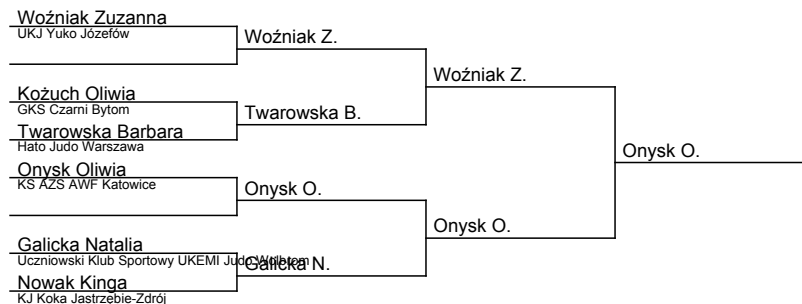 Woźniak Zuzanna
UKJ Yuko Józefów
Woźniak Z.
Woźniak Z.
Kożuch Oliwia
GKS Czarni Bytom
Twarowska B.
Twarowska Barbara
Hato Judo Warszawa
Onysk O.
Onysk Oliwia
KS AZS AWF Katowice
Onysk O.
Onysk O.
Galicka Natalia
Uczniowski Klub Sportowy UKEMI Judo Wolbrom
Galicka N.
Nowak Kinga
KJ Koka Jastrzębie-Zdrój